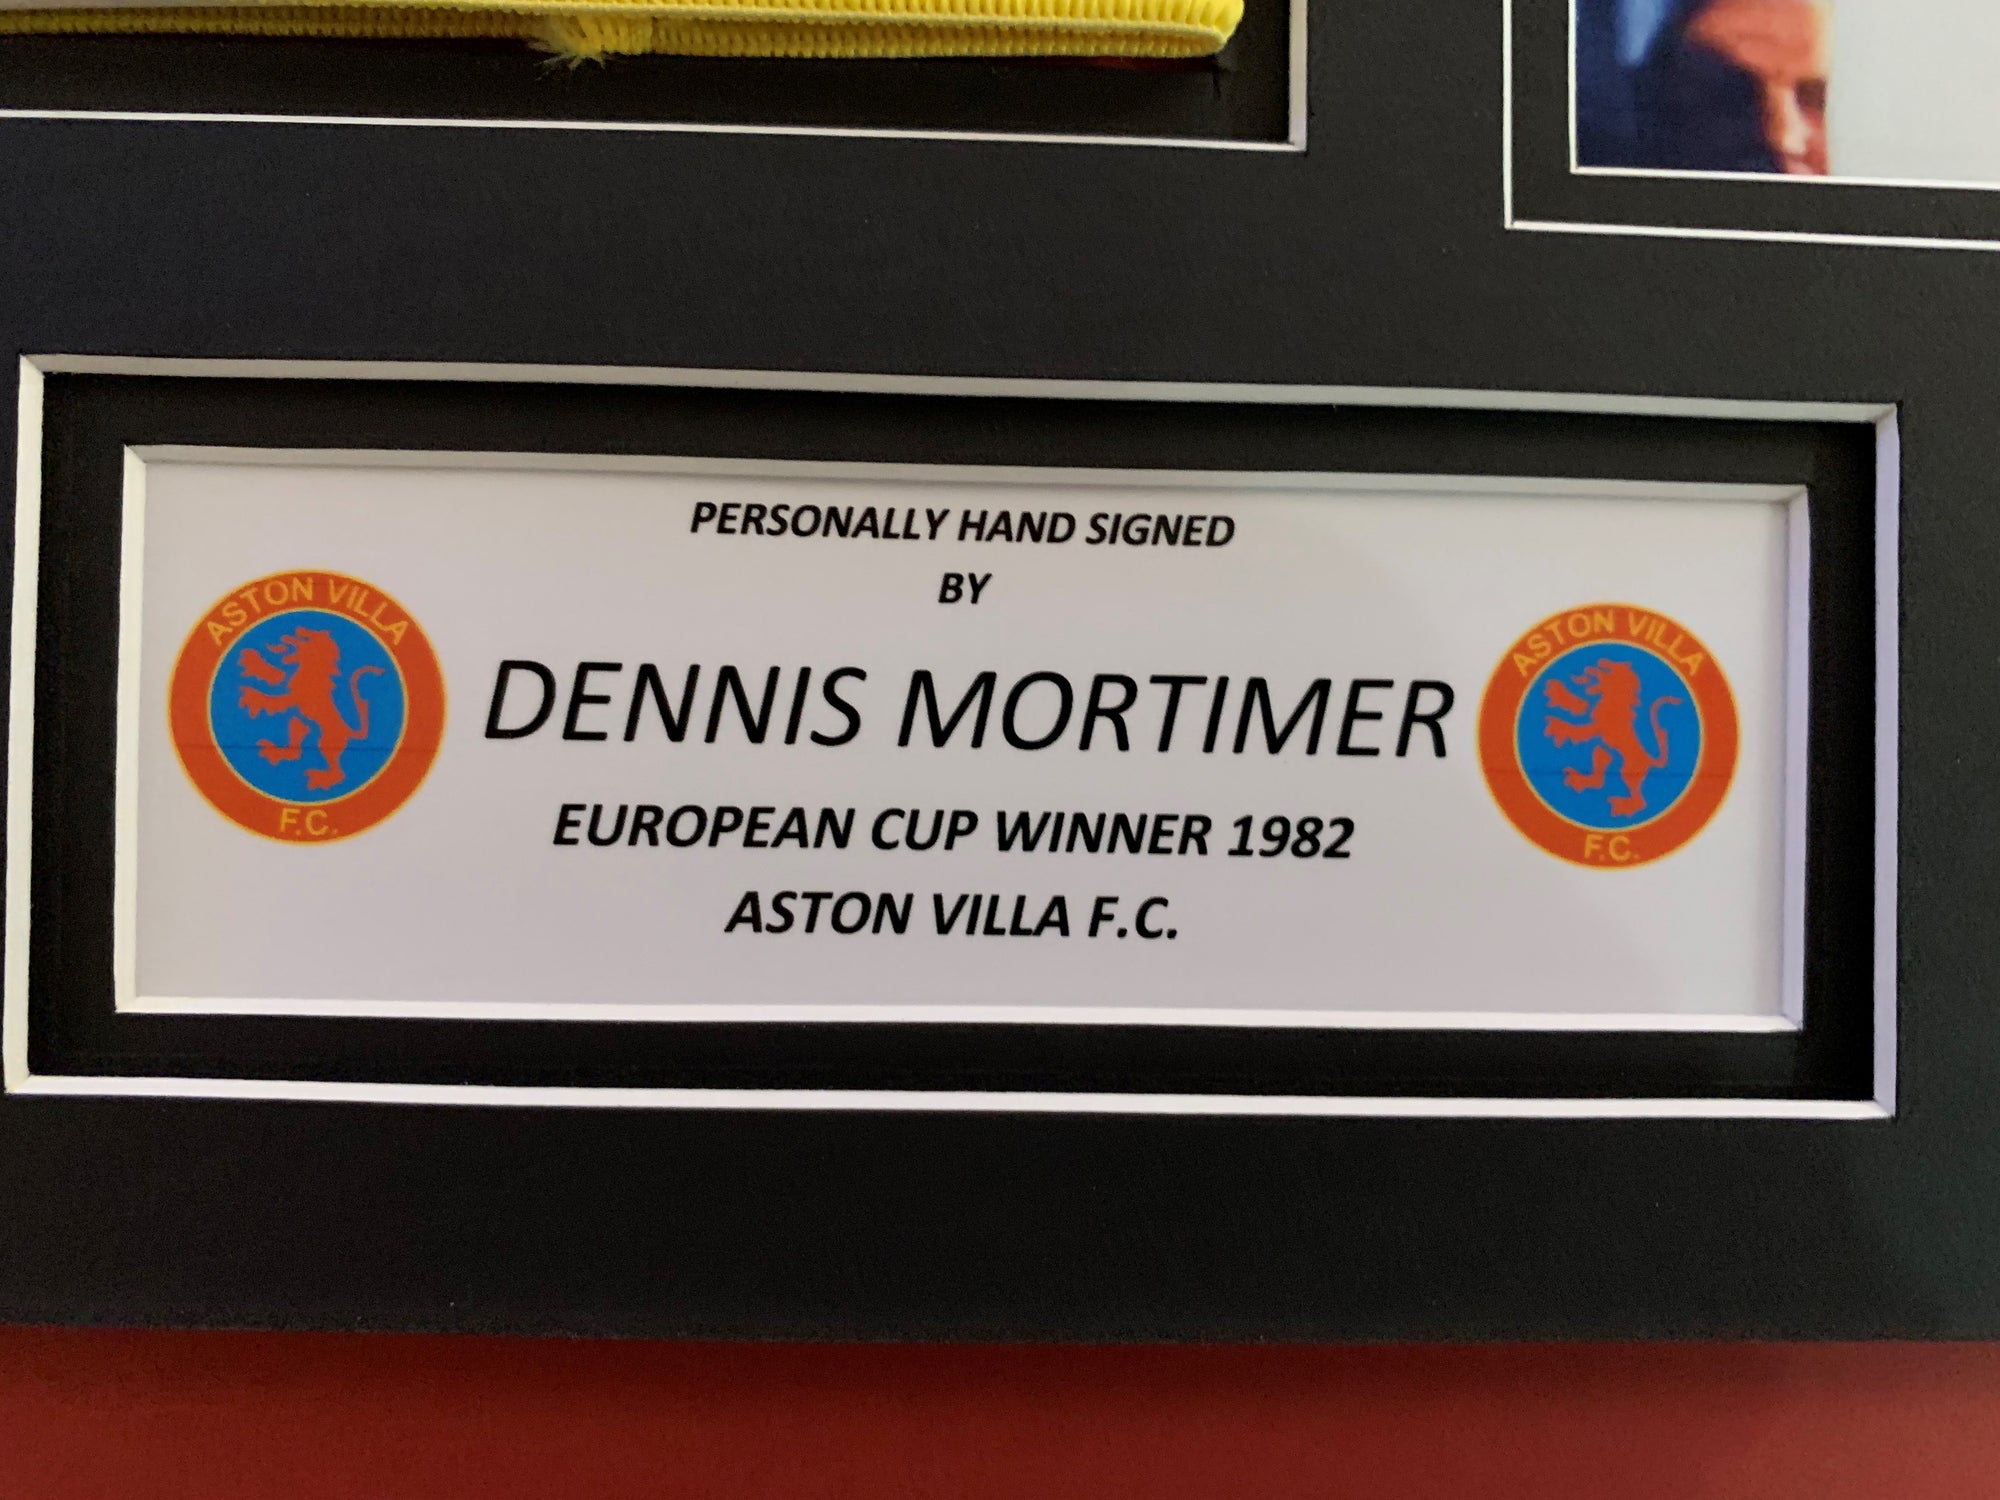 PERSONALLY HAND SIGNED
BY
ASTON VILLA
F.C.
DENNIS MORTIMER
ASTON VILLA
F.C.
EUROPEAN CUP WINNER 1982
ASTON VILLA F.C.